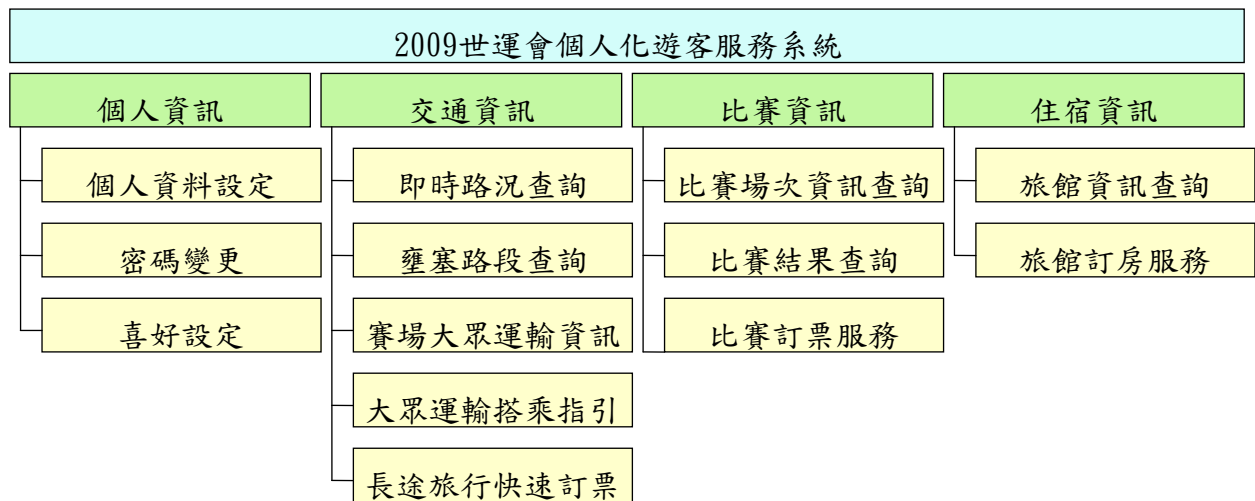 2009世運會個人化遊客服務系統
個人資訊
個人資料設定
密碼變更
喜好設定
交通資訊
即時路況查詢
壅塞路段查詢
賽場大眾運輸資訊
大眾運輸搭乘指引
長途旅行快速訂票
比賽資訊
比賽場次資訊查詢
比賽結果查詢
比賽訂票服務
住宿資訊
旅館資訊查詢
旅館訂房服務